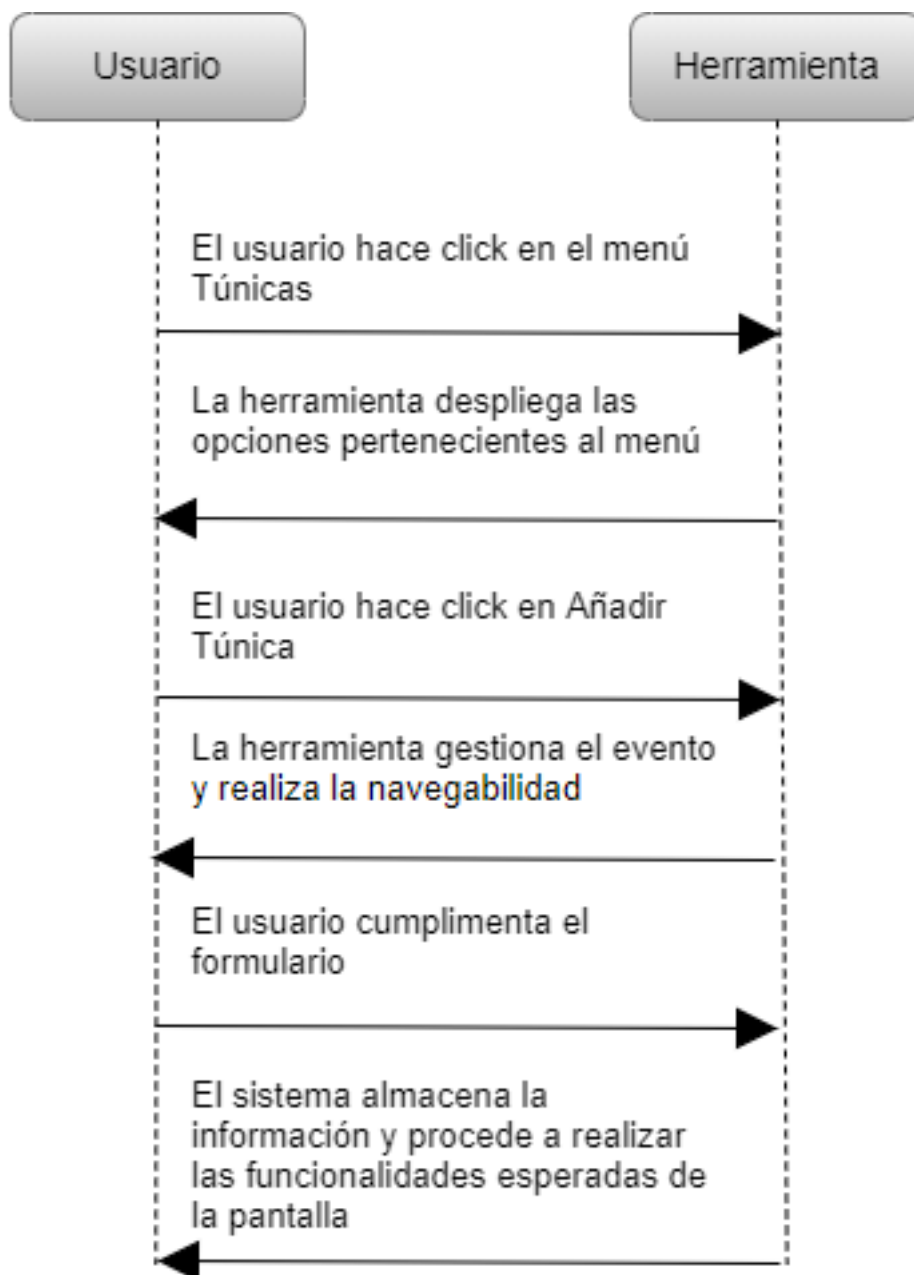 Usuario
Herramienta
El usuario hace click en el menú
Túnicas
La herramienta despliega las
opciones pertenecientes al menú
El usuario hace click en Añadir
Túnica
La herramienta gestiona el evento
y realiza la navegabilidad
El usuario cumplimenta el
formulario
El sistema almacena la
información y procede a realizar
las funcionalidades esperadas de
la pantalla